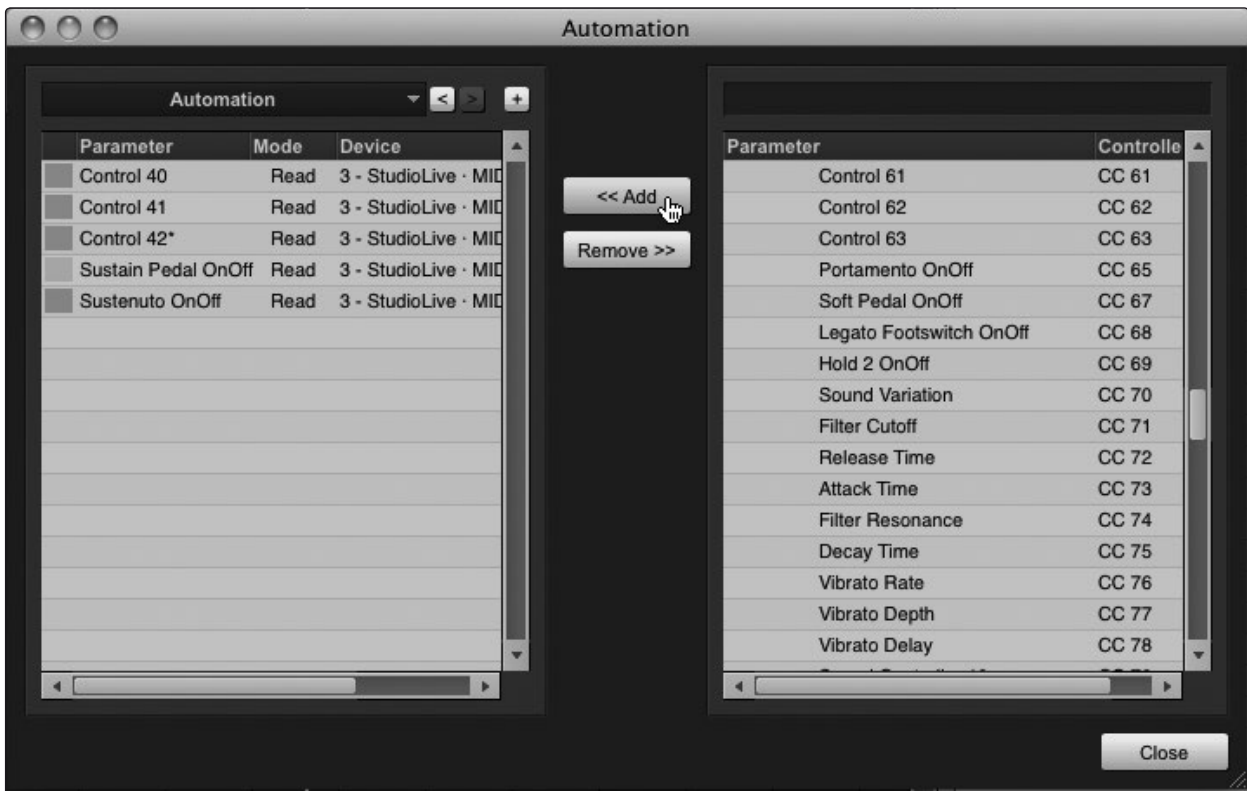 Automation
Automation < > +
Parameter Mode Device
Control 40 Read 3 - StudioLive · MID
Control 41 Read 3 - StudioLive · MID
Control 42* Read 3 - StudioLive · MID
Sustain Pedal OnOff Read 3 - StudioLive · MID
Sustenuto OnOff Read 3 - StudioLive · MID
<< Add
Remove >>
Parameter Controlle
Control 61 CC 61
Control 62 CC 62
Control 63 CC 63
Portamento OnOff CC 65
Soft Pedal OnOff CC 67
Legato Footswitch OnOff CC 68
Hold 2 OnOff CC 69
Sound Variation CC 70
Filter Cutoff CC 71
Release Time CC 72
Attack Time CC 73
Filter Resonance CC 74
Decay Time CC 75
Vibrato Rate CC 76
Vibrato Depth CC 77
Vibrato Delay CC 78
Close